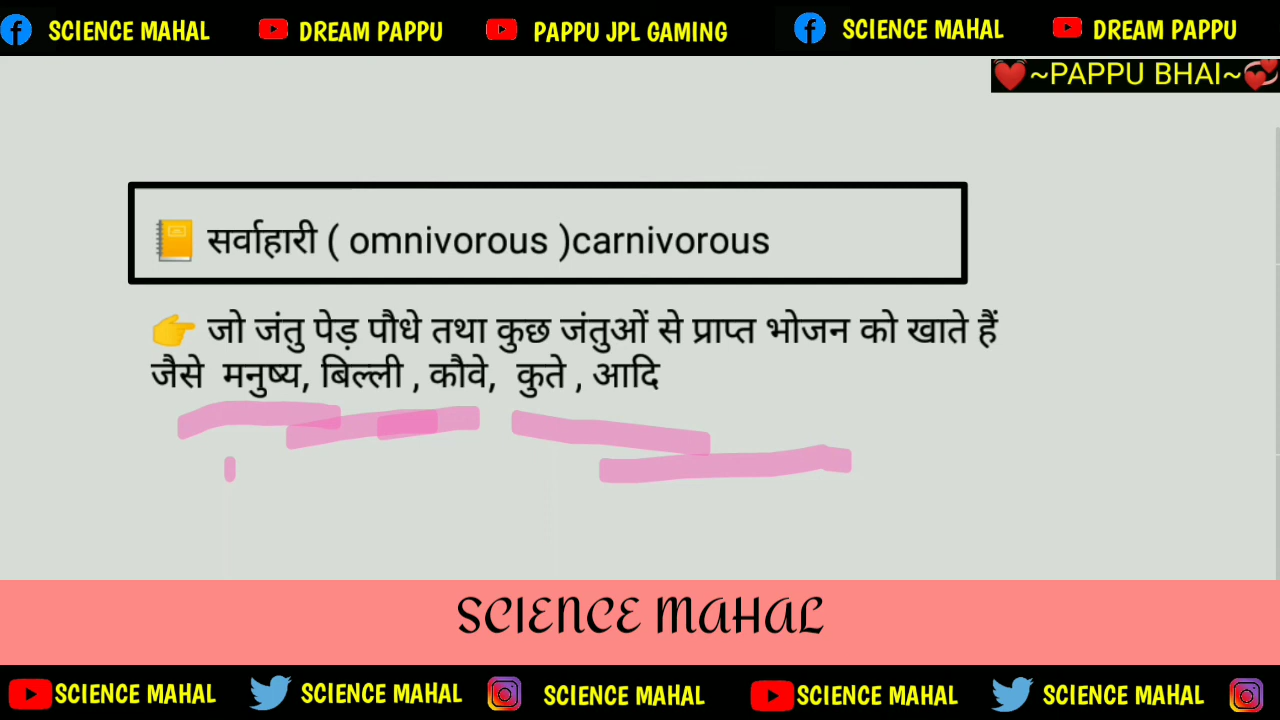 SCIENCE MAHAL DREAM PAPPU PAPPU JPL GAMING SCIENCE MAHAL DREAM PAPPU
~PAPPU BHAI~
सर्वाहारी ( omnivorous )carnivorous
जो जंतु पेड़ पौधे तथा कुछ जंतुओं से प्राप्त भोजन को खाते हैं
जैसे मनुष्य, बिल्ली , कौवे, कुते , आदि
SCIENCE MAHAL
SCIENCE MAHAL SCIENCE MAHAL SCIENCE MAHAL SCIENCE MAHAL SCIENCE MAHAL